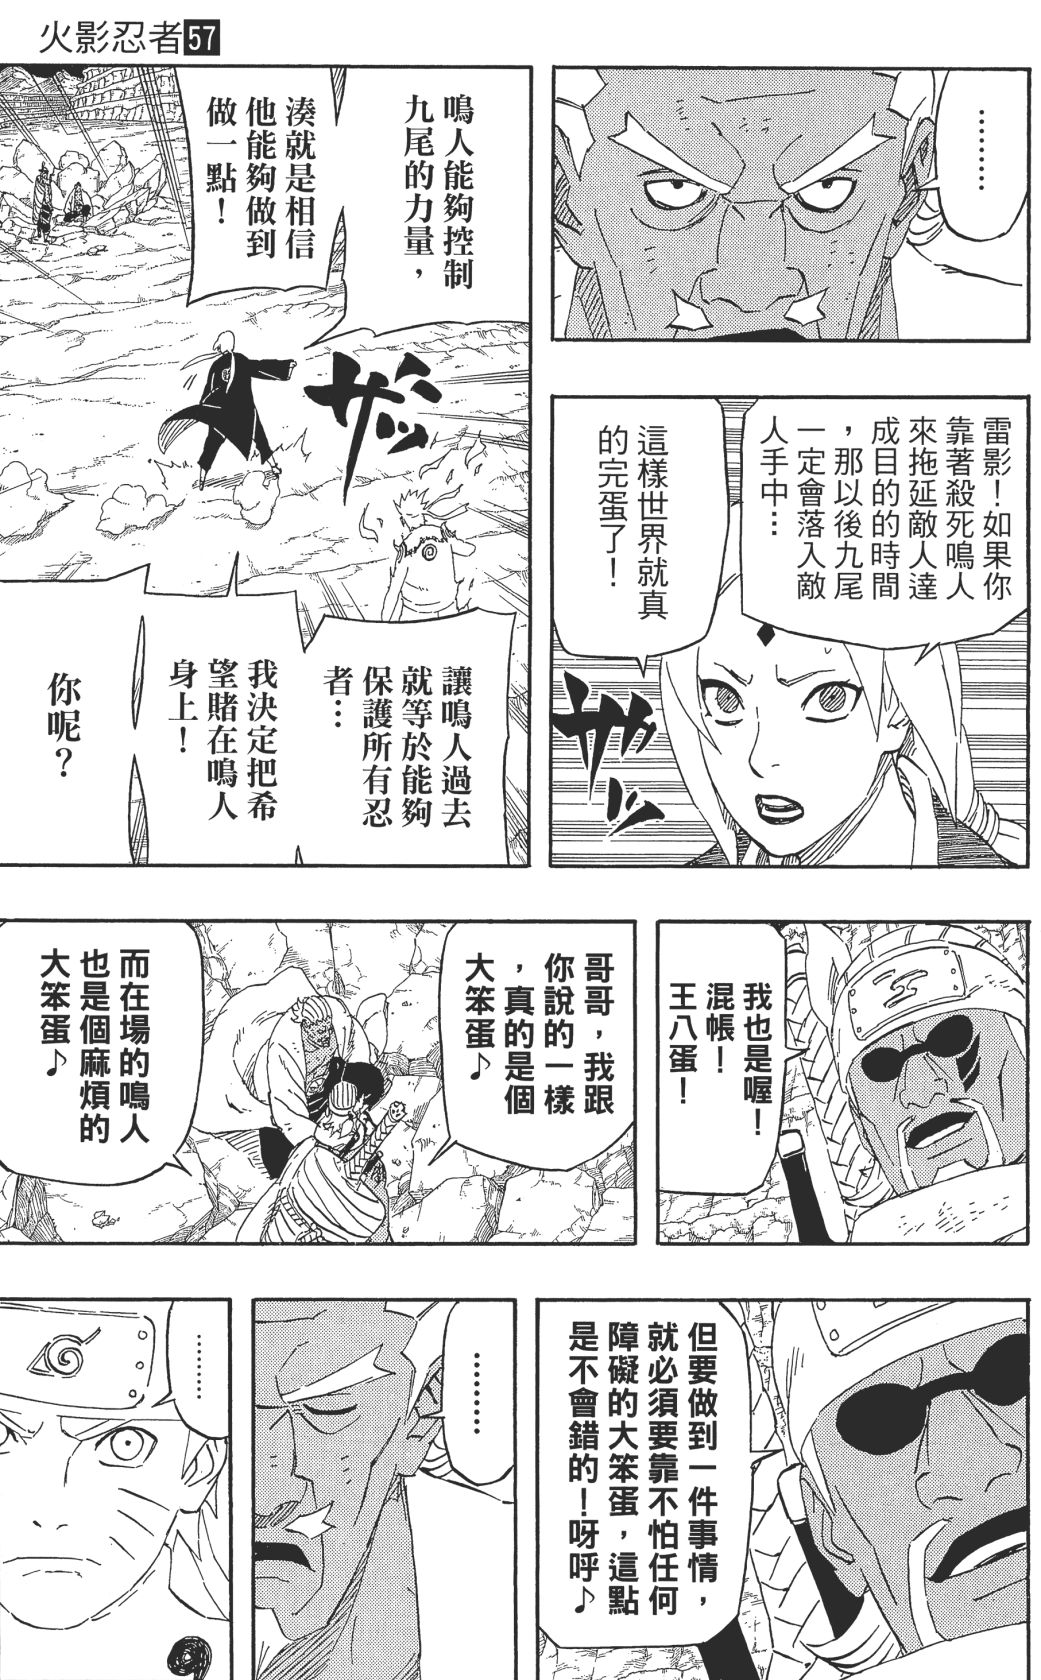 火影忍者57
………
雷影！如果你
靠著殺死鳴人
來拖延敵人達
成目的的時間
，那以後九尾
一定會落入敵
人手中…
這樣世界就真
的完蛋了！
ザッ
鳴人能夠控制
九尾的力量，
湊就是相信
他能夠做到
做一點！
ザッ
讓鳴人過去
就等於能夠
保護所有忍
者…
我決定把希
望賭在鳴人
身上！
你呢？
我也是喔！
混帳！
王八蛋！
哥哥，我跟
你說的一樣
，真的是個
大笨蛋♪
而在場的鳴人
也是個麻煩的
大笨蛋♪
但要做到一件事情，
就必須要靠不怕任何
障礙的大笨蛋，這點
是不會錯的！呀呼♪
………
………